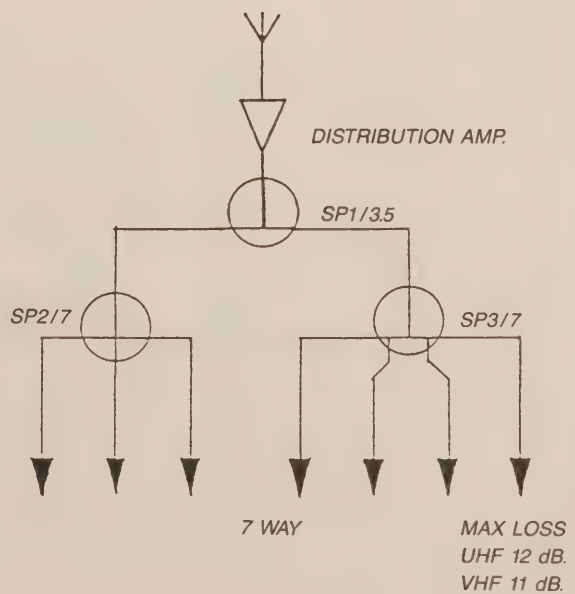 DISTRIBUTION AMP.
SP1/3.5
SP2/7
SP3/7
7 WAY
MAX LOSS
UHF 12 dB.
VHF 11 dB.